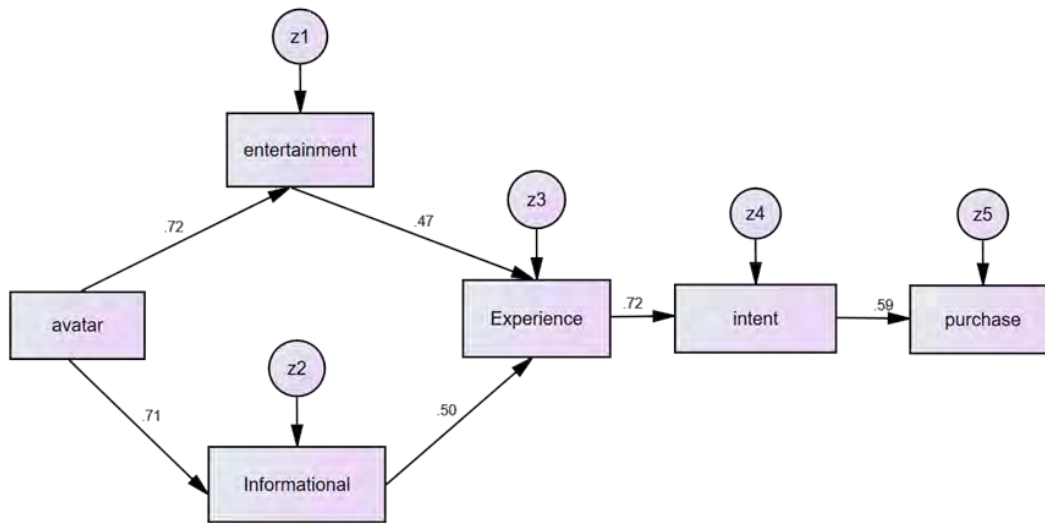 z1
entertainment
.72
.47
z3
z4
z5
avatar
Experience
.72
intent
.59
purchase
z2
.71
.50
Informational